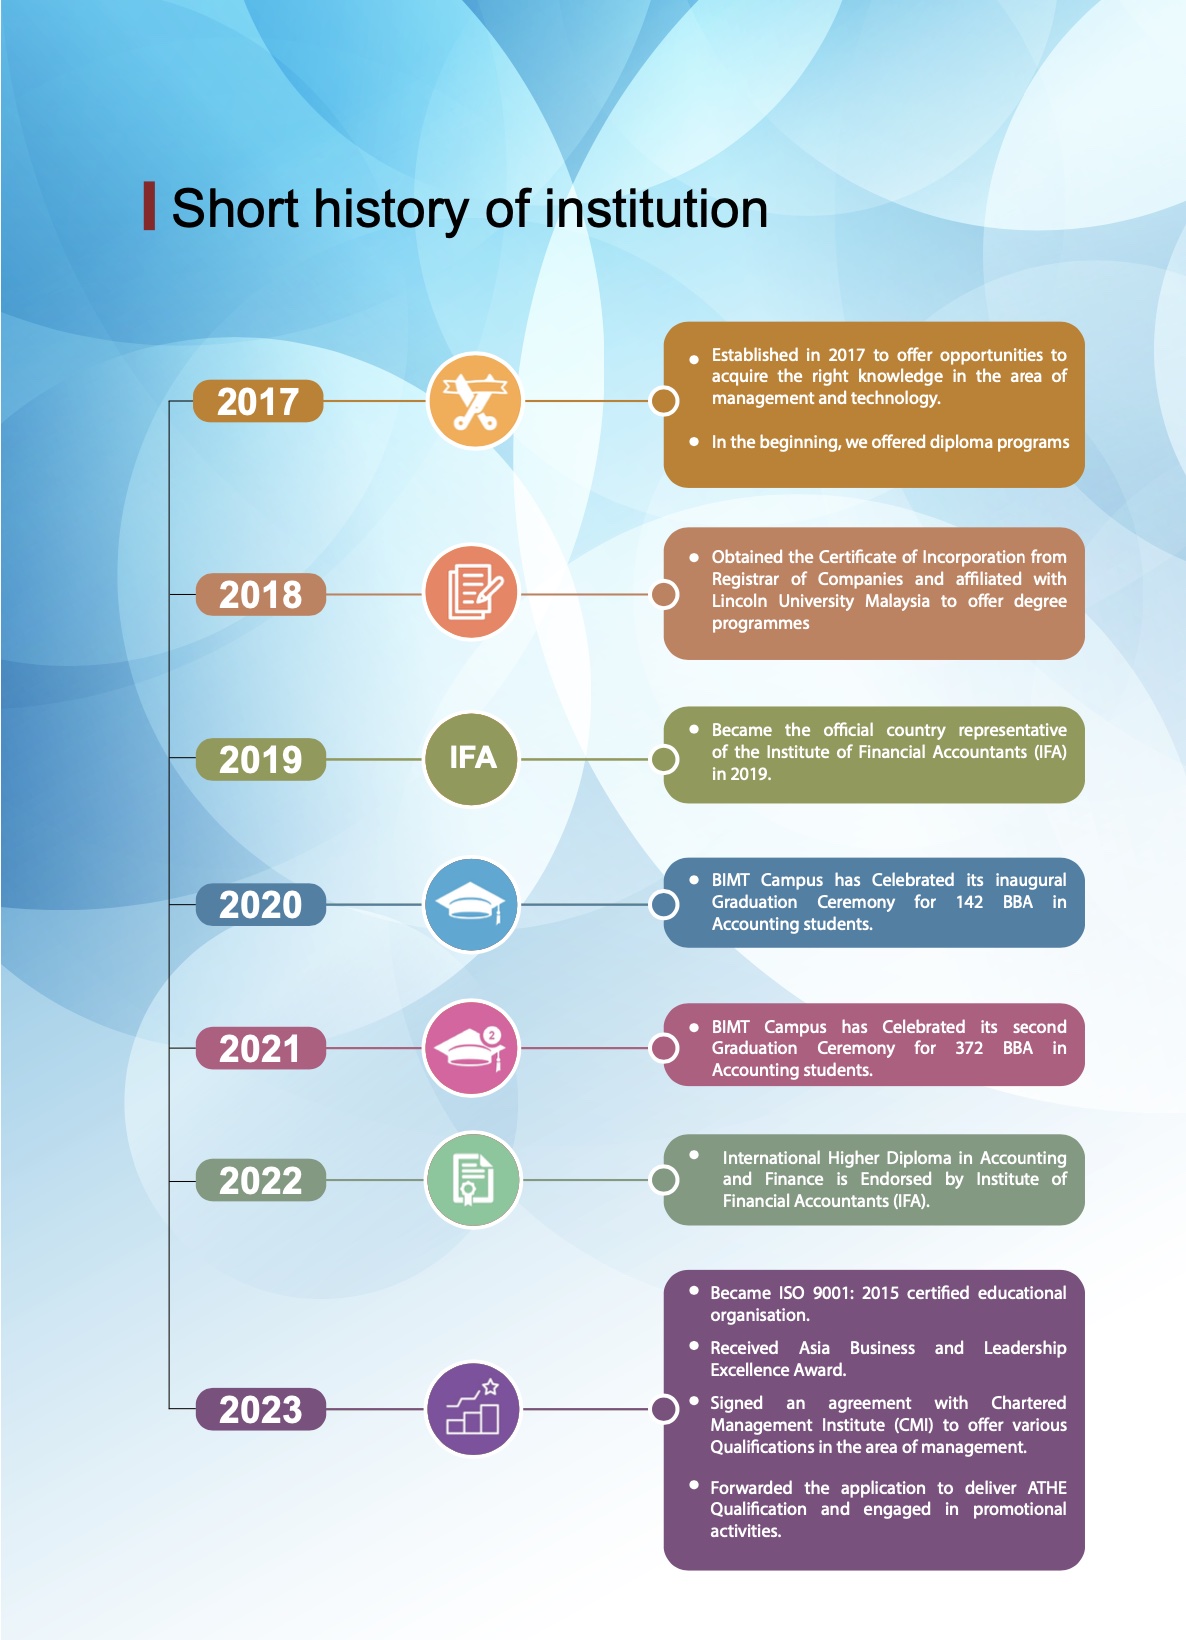 Short history of institution
2017
Established in 2017 to offer opportunities to
acquire the right knowledge in the area of
management and technology.
In the beginning, we offered diploma programs
2018
Obtained the Certificate of Incorporation from
Registrar of Companies and affiliated with
Lincoln University Malaysia to offer degree
programmes
2019
IFA
Became the official country representative
of the Institute of Financial Accountants (IFA)
in 2019.
2020
BIMT Campus has Celebrated its inaugural
Graduation Ceremony for 142 BBA in
Accounting students.
2021
2
BIMT Campus has Celebrated its second
Graduation Ceremony for 372 BBA in
Accounting students.
2022
International Higher Diploma in Accounting
and Finance is Endorsed by Institute of
Financial Accountants (IFA).
2023
Became ISO 9001: 2015 certified educational
organisation.
Received Asia Business and Leadership
Excellence Award.
Signed an agreement with Chartered
Management Institute (CMI) to offer various
Qualifications in the area of management.
Forwarded the application to deliver ATHE
Qualification and engaged in promotional
activities.